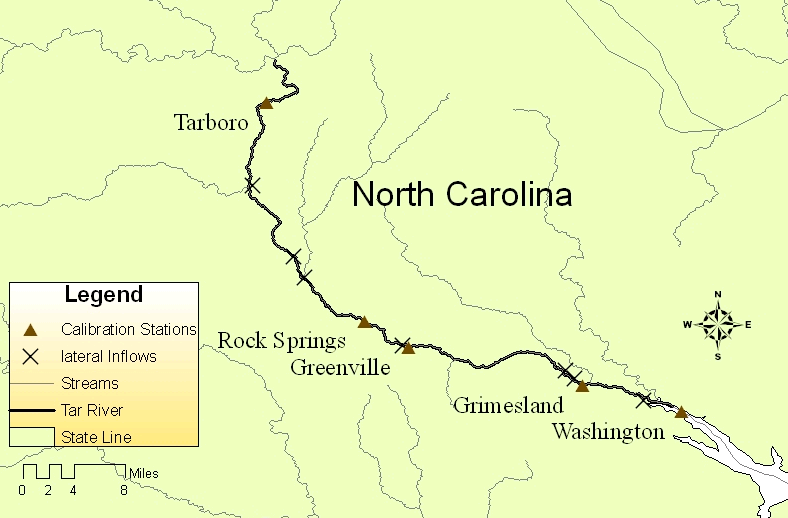 Tarboro
North Carolina
Legend
Calibration Stations
lateral Inflows
Streams
Tar River
State Line
Rock Springs
Greenville
Grimesland
Washington
N
W E
S
Miles
0 2 4 8